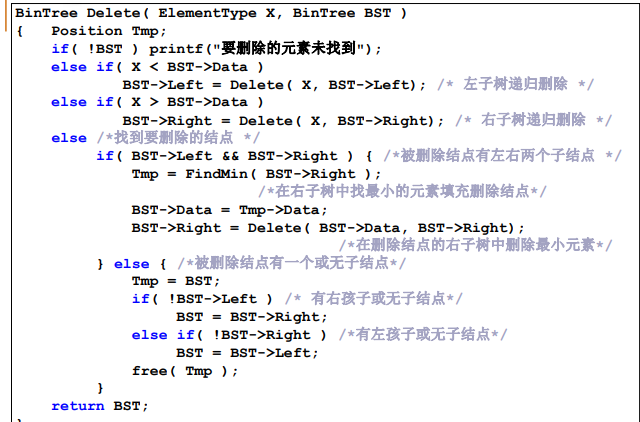 BinTree Delete( ElementType X, BinTree BST )
{   Position Tmp;
    if( !BST ) printf("要删除的元素未找到");
    else if( X < BST->Data )
            BST->Left = Delete( X, BST->Left); /* 左子树递归删除 */
    else if( X > BST->Data )
            BST->Right = Delete( X, BST->Right); /* 右子树递归删除 */
    else /*找到要删除的结点 */
         if( BST->Left && BST->Right ) { /*被删除结点有左右两个子结点 */
             Tmp = FindMin( BST->Right );
                           /*在右子树中找最小的元素填充删除结点*/
             BST->Data = Tmp->Data;
             BST->Right = Delete( BST->Data, BST->Right);
                                    /*在删除结点的右子树中删除最小元素*/
         } else { /*被删除结点有一个或无子结点*/
             Tmp = BST;
             if( !BST->Left ) /* 有右孩子或无子结点*/
                  BST = BST->Right;
             else if( !BST->Right ) /*有左孩子或无子结点*/
                  BST = BST->Left;
             free( Tmp );
         }
    return BST;
}